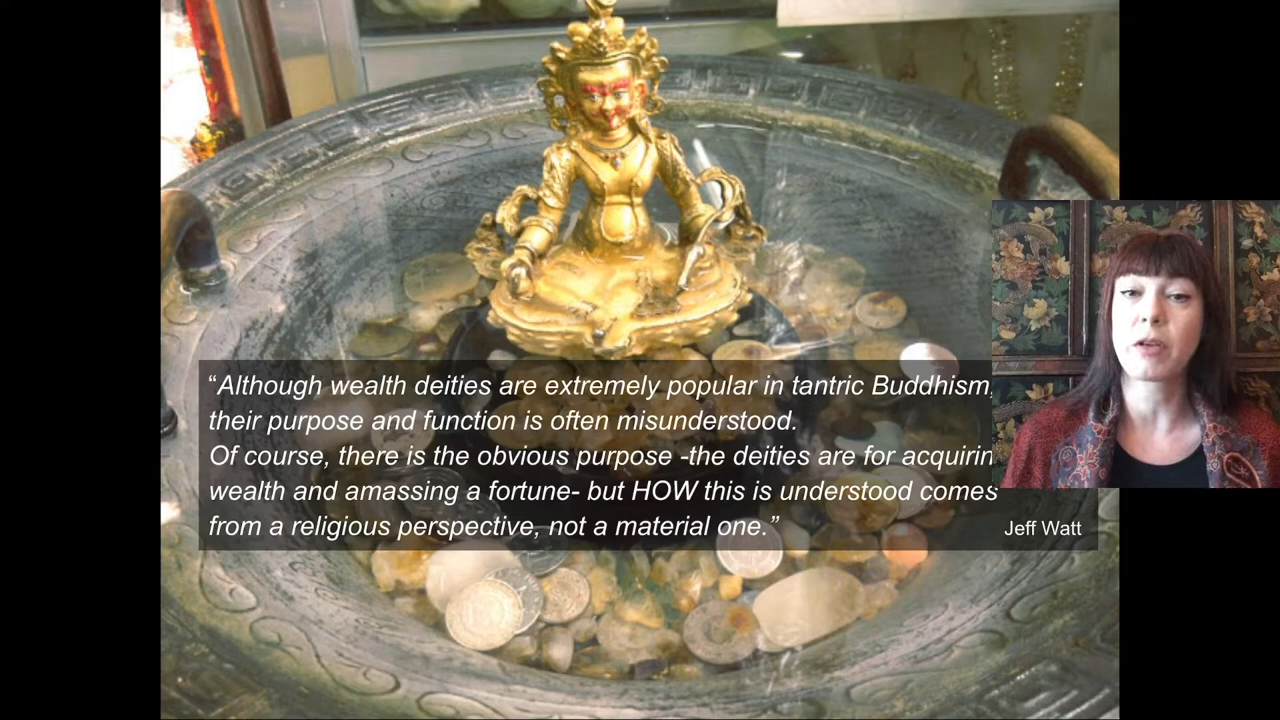 “Although wealth deities are extremely popular in tantric Buddhism,
their purpose and function is often misunderstood.
Of course, there is the obvious purpose -the deities are for acquirin
wealth and amassing a fortune- but HOW this is understood comes
from a religious perspective, not a material one.”
Jeff Watt